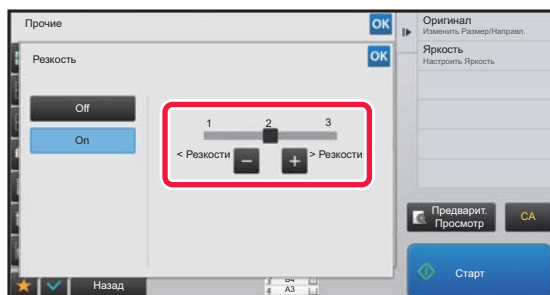 Прочие
OK
Резкость
OK
Off
On
1 2 3
< Резкости − + > Резкости
Назад
4 A3
Оригинал
Изменить Размер/Направл.
Яркость
Настроить Яркость
Предварит.
Просмотр
CA
Старт